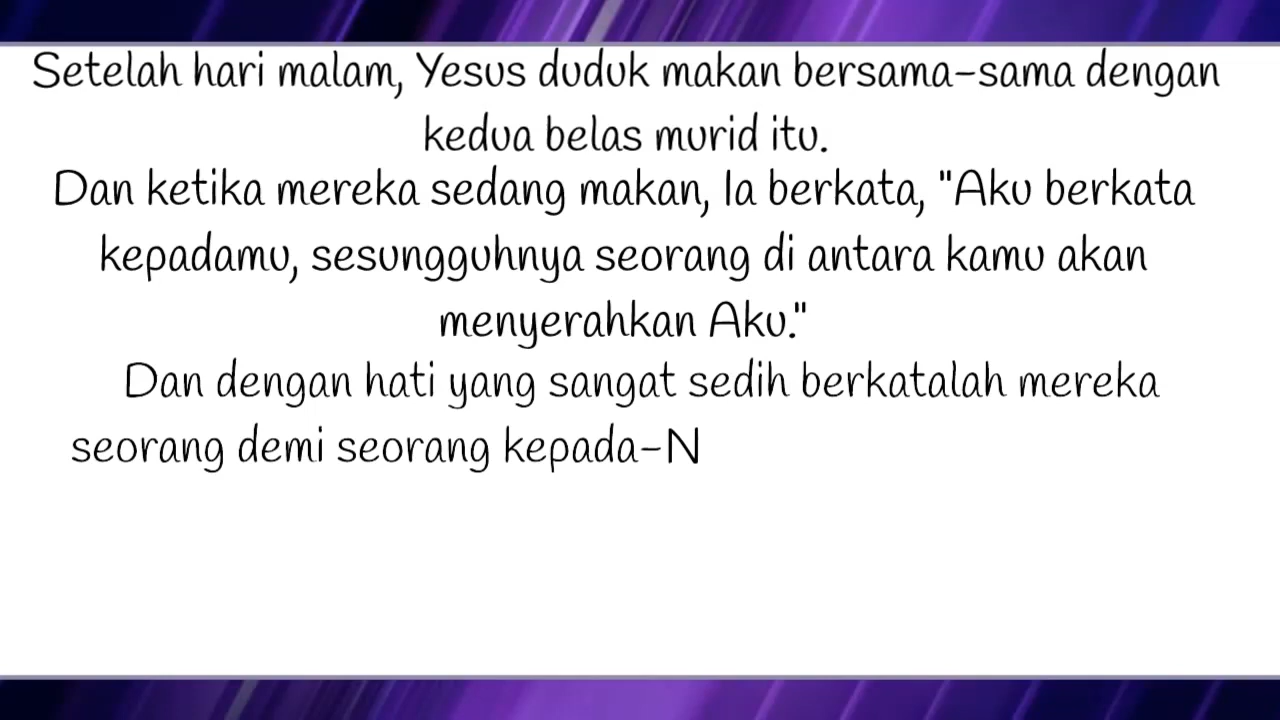 Setelah hari malam, Yesus duduk makan bersama-sama dengan
kedua belas murid itu.
Dan ketika mereka sedang makan, Ia berkata, "Aku berkata
kepadamu, sesungguhnya seorang di antara kamu akan
menyerahkan Aku."
Dan dengan hati yang sangat sedih berkatalah mereka
seorang demi seorang kepada-N